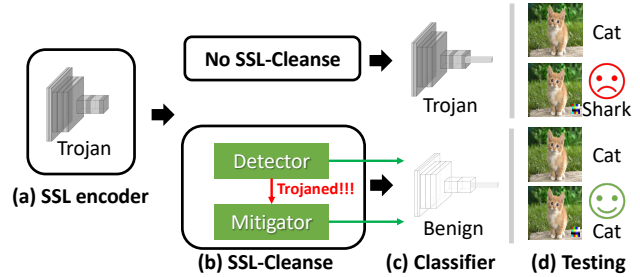 No SSL-Cleanse
Trojan
(a) SSL encoder
Trojan
Detector
Trojaned!!!
Mitigator
(b) SSL-Cleanse
Benign
(c) Classifier
Cat
Shark
Cat
Cat
(d) Testing